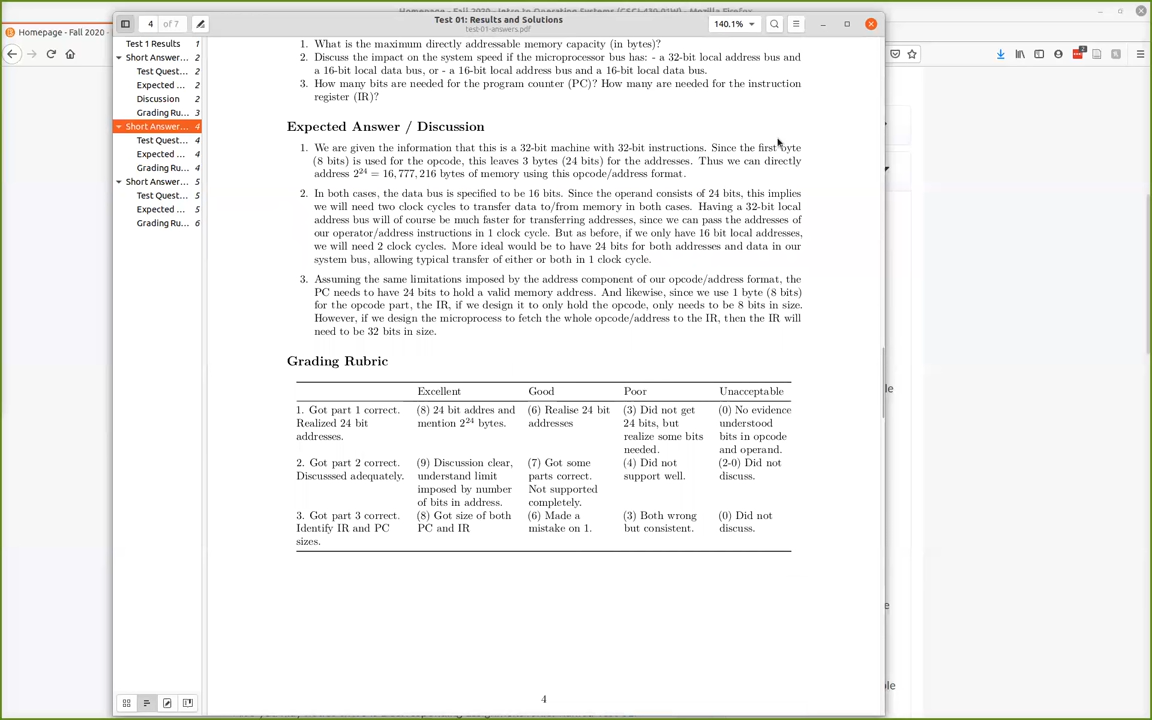 Homepage - Fall 2020 - Intro to Operating Systems (CSCI-430-01W) - Mozilla Firefox
Homepage - Fall 2020 -
4 of 7
Test 01: Results and Solutions
test-01-answers.pdf
140.1%
2
Test 1 Results 1
Short Answer... 2
Test Quest... 2
Expected ... 2
Discussion 2
Grading Ru... 3
Short Answer... 4
Test Quest... 4
Expected ... 4
Grading Ru... 4
Short Answer... 5
Test Quest... 5
Expected ... 5
Grading Ru... 6
1. What is the maximum directly addressable memory capacity (in bytes)?
2. Discuss the impact on the system speed if the microprocessor bus has: - a 32-bit local address bus and
a 16-bit local data bus, or - a 16-bit local address bus and a 16-bit local data bus.
3. How many bits are needed for the program counter (PC)? How many are needed for the instruction
register (IR)?
Expected Answer / Discussion
1. We are given the information that this is a 32-bit machine with 32-bit instructions. Since the first byte
(8 bits) is used for the opcode, this leaves 3 bytes (24 bits) for the addresses. Thus we can directly
address 2²⁴ = 16,777,216 bytes of memory using this opcode/address format.
2. In both cases, the data bus is specified to be 16 bits. Since the operand consists of 24 bits, this implies
we will need two clocks to transfer data to/from memory in both cases. Having a 32-bit local
address bus will of course be much faster for transferring addresses, since we can pass the addresses of
our operator/address instructions in 1 clock cycle. But as before, if we only have 16 bit local addresses,
we will need 2 clock cycles. More ideal would be to have 24 bits for both addresses and data in our
system bus, allowing typical transfer of either or both in 1 clock cycle.
3. Assuming the same limitations imposed by the address component of our opcode/address format, the
PC needs to have 24 bits to hold a valid memory address. And likewise, since we use 1 byte (8 bits)
for the opcode part, the IR, if we design it to only hold the opcode, only needs to be 8 bits in size.
However, if we design the microprocess to fetch the whole opcode/address to the IR, then the IR will
need to be 32 bits in size.
Grading Rubric
Excellent Good Poor Unacceptable
1. Got part 1 correct. (8) 24 bit addres and (6) Realise 24 bit (3) Did not get (0) No evidence
Realized 24 bit mention 2²⁴ bytes. addresses 24 bits, but understood
addresses. realize some bits bits in opcode
needed. and operand.
2. Got part 2 correct. (9) Discussion clear, (7) Got some (4) Did not (2-0) Did not
Discusssed adequately. understand limit parts correct. support well. discuss.
imposed by number Not supported
of bits in address. completely.
3. Got part 3 correct. (8) Got size of both (6) Made a (3) Both wrong (0) Did not
Identify IR and PC PC and IR mistake on 1. but consistent. discuss.
sizes.
4